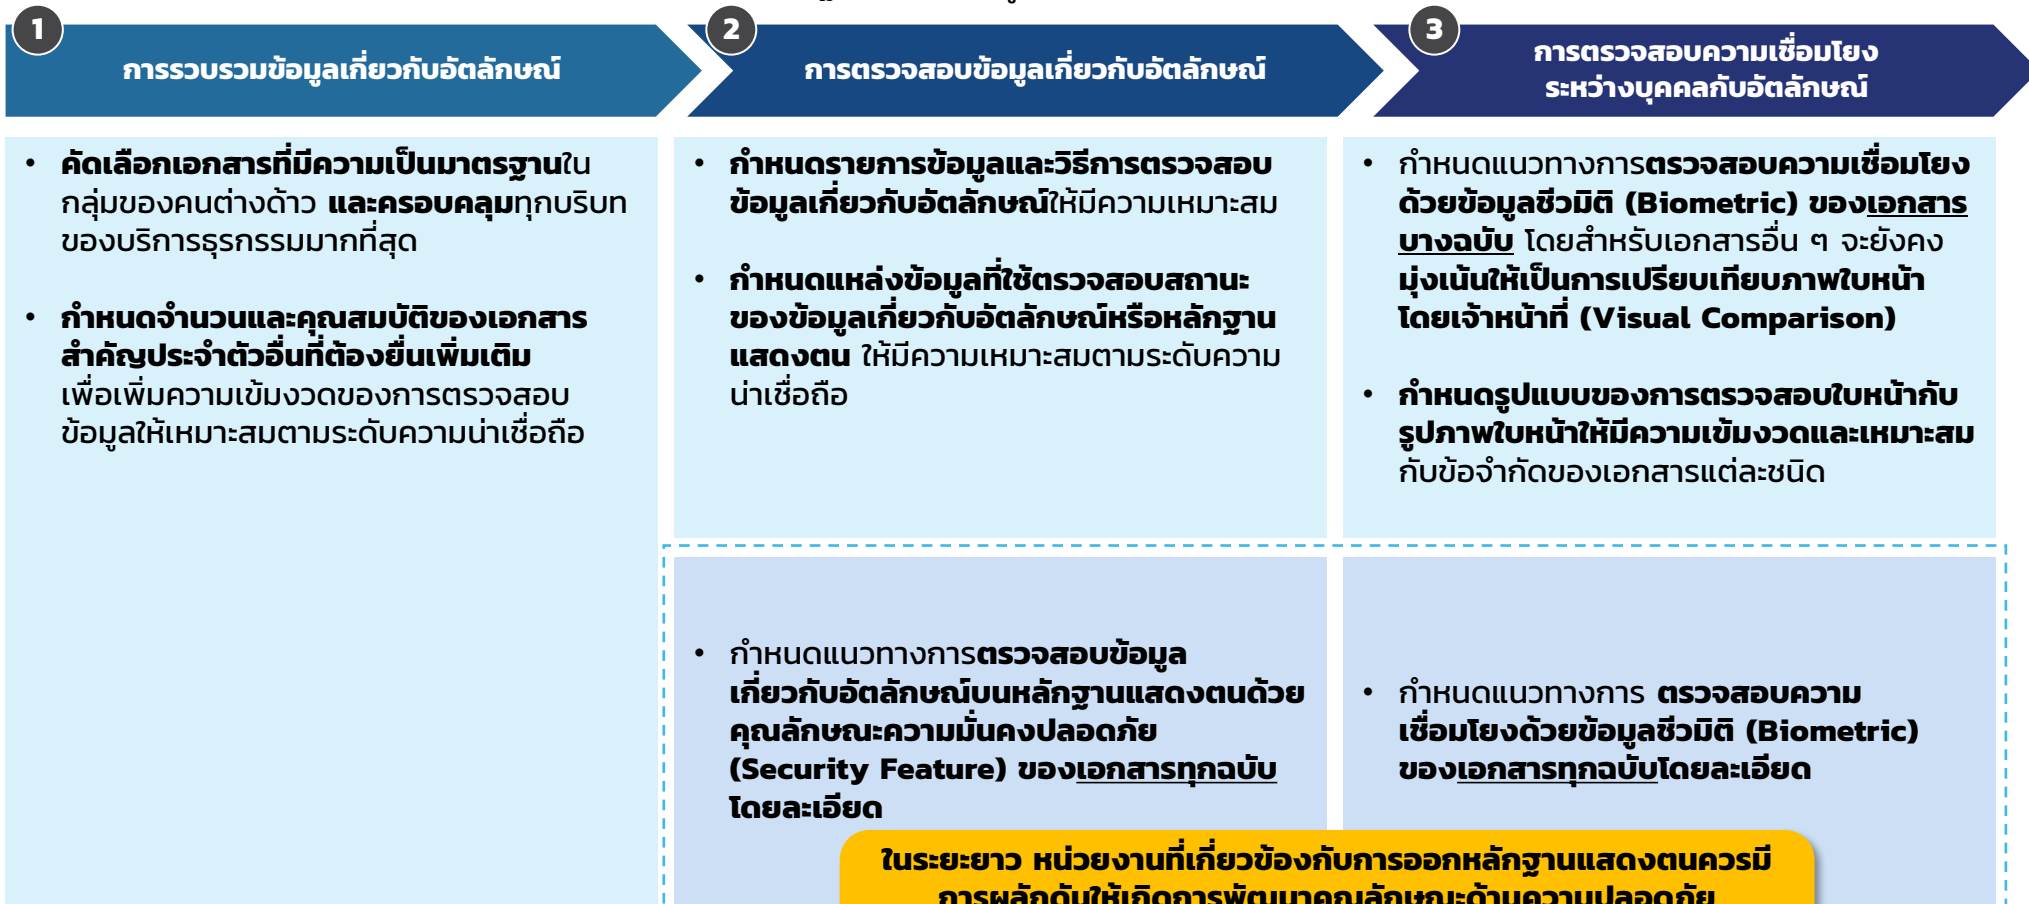 1
การรวบรวมข้อมูลเกี่ยวกับอัตลักษณ์
2
การตรวจสอบข้อมูลเกี่ยวกับอัตลักษณ์
3
การตรวจสอบความเชื่อมโยง
ระหว่างบุคคลกับอัตลักษณ์
• คัดเลือกเอกสารที่มีความเป็นมาตรฐานใน
กลุ่มของคนต่างด้าว และครอบคลุมทุกบริบท
ของบริการธุรกรรมมากที่สุด
• กำหนดจำนวนและคุณสมบัติของเอกสาร
สำคัญประจำตัวอื่นที่ต้องยื่นเพิ่มเติม
เพื่อเพิ่มความเข้มงวดของการตรวจสอบ
ข้อมูลให้เหมาะสมตามระดับความน่าเชื่อถือ
• กำหนดรายการข้อมูลและวิธีการตรวจสอบ
ข้อมูลเกี่ยวกับอัตลักษณ์ให้มีความเหมาะสม
• กำหนดแหล่งข้อมูลที่ใช้ตรวจสอบสถานะ
ของข้อมูลเกี่ยวกับอัตลักษณ์หรือหลักฐาน
แสดงตน ให้มีความเหมาะสมตามระดับความ
น่าเชื่อถือ
• กำหนดแนวทางการตรวจสอบความเชื่อมโยง
ด้วยข้อมูลชีวมิติ (Biometric) ของเอกสาร
บางฉบับ โดยสำหรับเอกสารอื่น ๆ จะยังคง
มุ่งเน้นให้เป็นการเปรียบเทียบภาพใบหน้า
โดยเจ้าหน้าที่ (Visual Comparison)
• กำหนดรูปแบบของการตรวจสอบใบหน้ากับ
รูปภาพใบหน้าให้มีความเข้มงวดและเหมาะสม
กับข้อจำกัดของเอกสารแต่ละชนิด
• กำหนดแนวทางการตรวจสอบข้อมูล
เกี่ยวกับอัตลักษณ์บนหลักฐานแสดงตนด้วย
คุณลักษณะความมั่นคงปลอดภัย
(Security Feature) ของเอกสารทุกฉบับ
โดยละเอียด
• กำหนดแนวทางการ ตรวจสอบความ
เชื่อมโยงด้วยข้อมูลชีวมิติ (Biometric)
ของเอกสารทุกฉบับโดยละเอียด
ในระยะยาว หน่วยงานที่เกี่ยวข้องกับการออกหลักฐานแสดงตนควรมี
การผลักดันให้เกิดการพัฒนาคุณลักษณะด้านความปลอดภัย